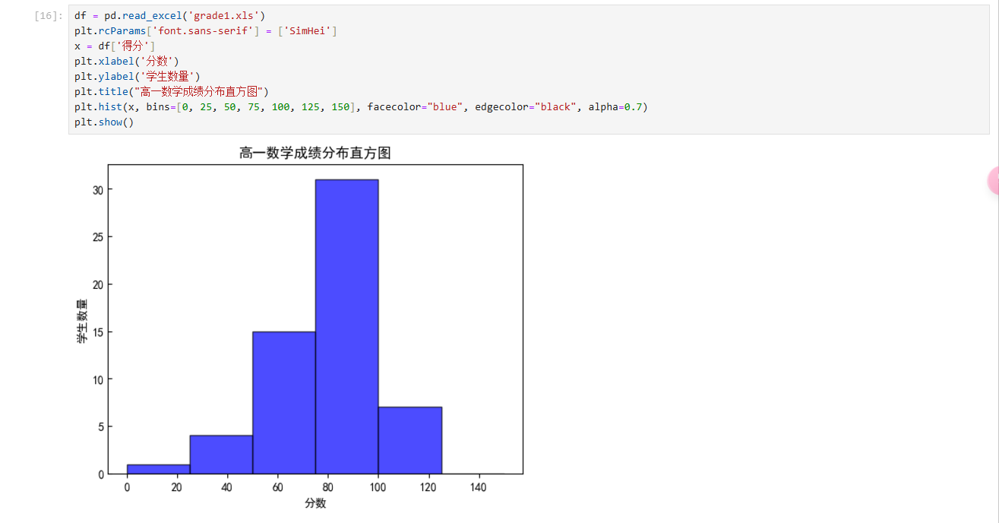 [16]:
df = pd.read_excel('grade1.xls')
plt.rcParams['font.sans-serif'] = ['SimHei']
x = df['得分']
plt.xlabel('分数')
plt.ylabel('学生数量')
plt.title("高一数学成绩分布直方图")
plt.hist(x, bins=[0, 25, 50, 75, 100, 125, 150], facecolor="blue", edgecolor="black", alpha=0.7)
plt.show()
高一数学成绩分布直方图
30
25
20
15
10
5
0
学生数量
0 20 40 60 80 100 120 140
分数